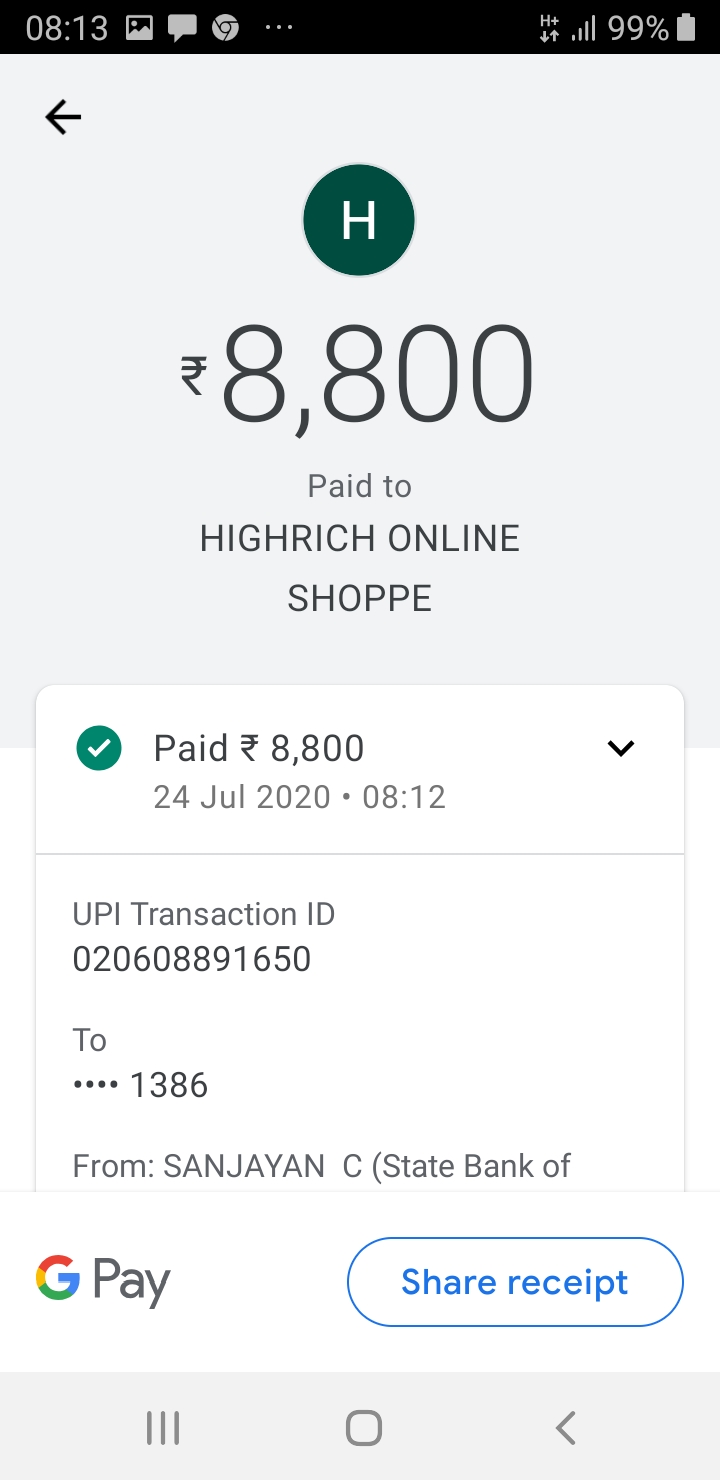 08:13 99%
H
₹8,800
Paid to
HIGHRICH ONLINE
SHOPPE
Paid ₹ 8,800
24 Jul 2020 • 08:12
UPI Transaction ID
020608891650
To
•••• 1386
From: SANJAYAN  C (State Bank of
G Pay
Share receipt